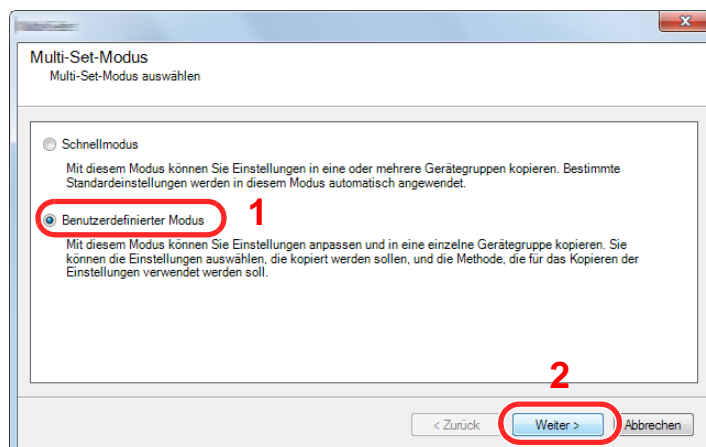 Multi-Set-Modus
Multi-Set-Modus auswählen
Schnellmodus
Mit diesem Modus können Sie Einstellungen in eine oder mehrere Gerätegruppen kopieren. Bestimmte
Standardeinstellungen werden in diesem Modus automatisch angewendet.
Benutzerdefinierter Modus
1
Mit diesem Modus können Sie Einstellungen anpassen und in eine einzelne Gerätegruppe kopieren. Sie
können die Einstellungen auswählen, die kopiert werden sollen, und die Methode, die für das Kopieren der
Einstellungen verwendet werden soll.
2
< Zurück
Weiter >
Abbrechen